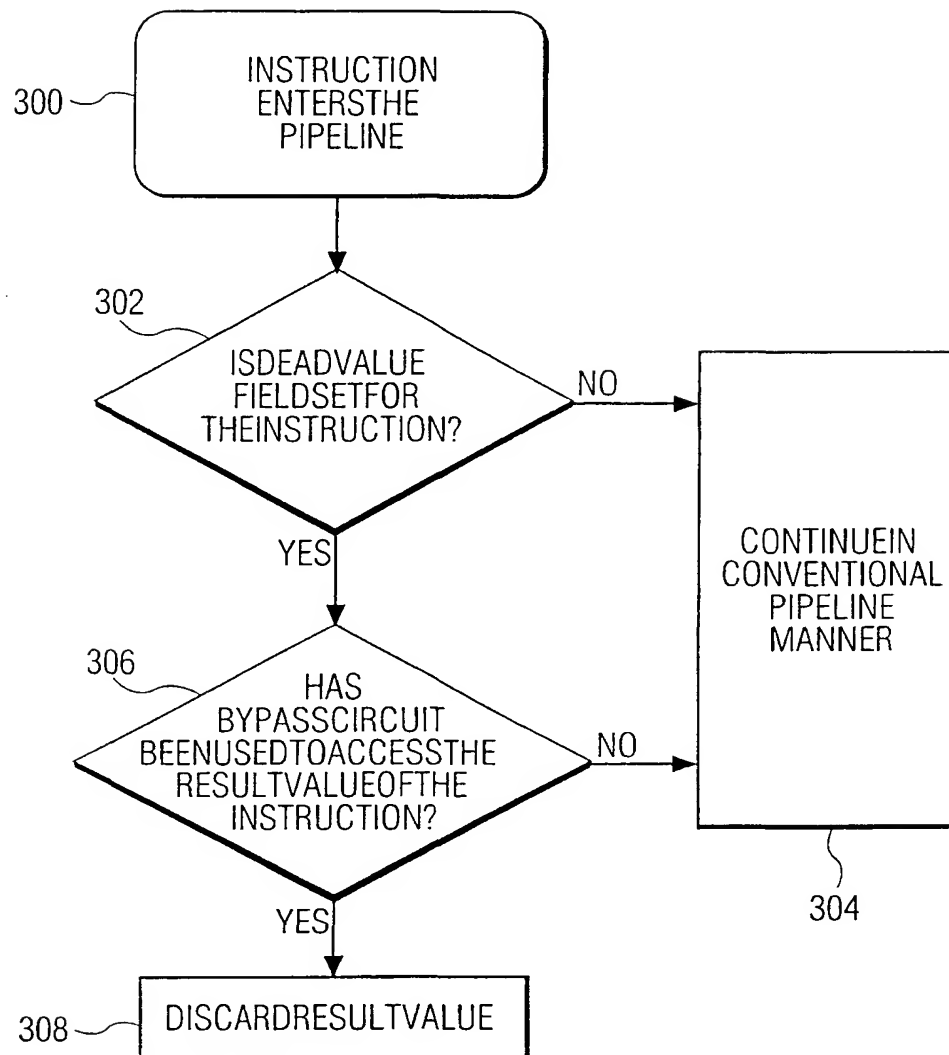 300
INSTRUCTION
ENTERSTHE
PIPELINE
302
ISDEADVALUE
FIELDSETFOR
THEINSTRUCTION?
NO
YES
CONTINUEIN
CONVENTIONAL
PIPELINE
MANNER
304
306
HAS
BYPASSCIRCUIT
BEENUSEDTOACCESSTHE
RESULTVALUEOFTHE
INSTRUCTION?
NO
YES
308
DISCARDRESULTVALUE